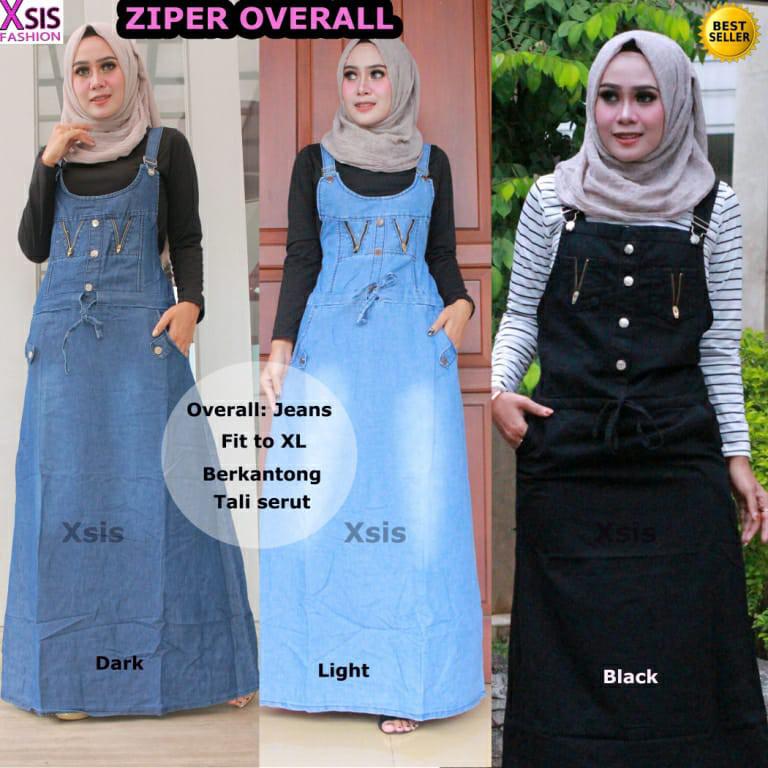 Xsis
FASHION
ZIPER OVERALL
BEST
SELLER
Overall: Jeans
Fit to XL
Berkantong
Tali serut
Xsis
Xsis
Xsis
Dark
Light
Black